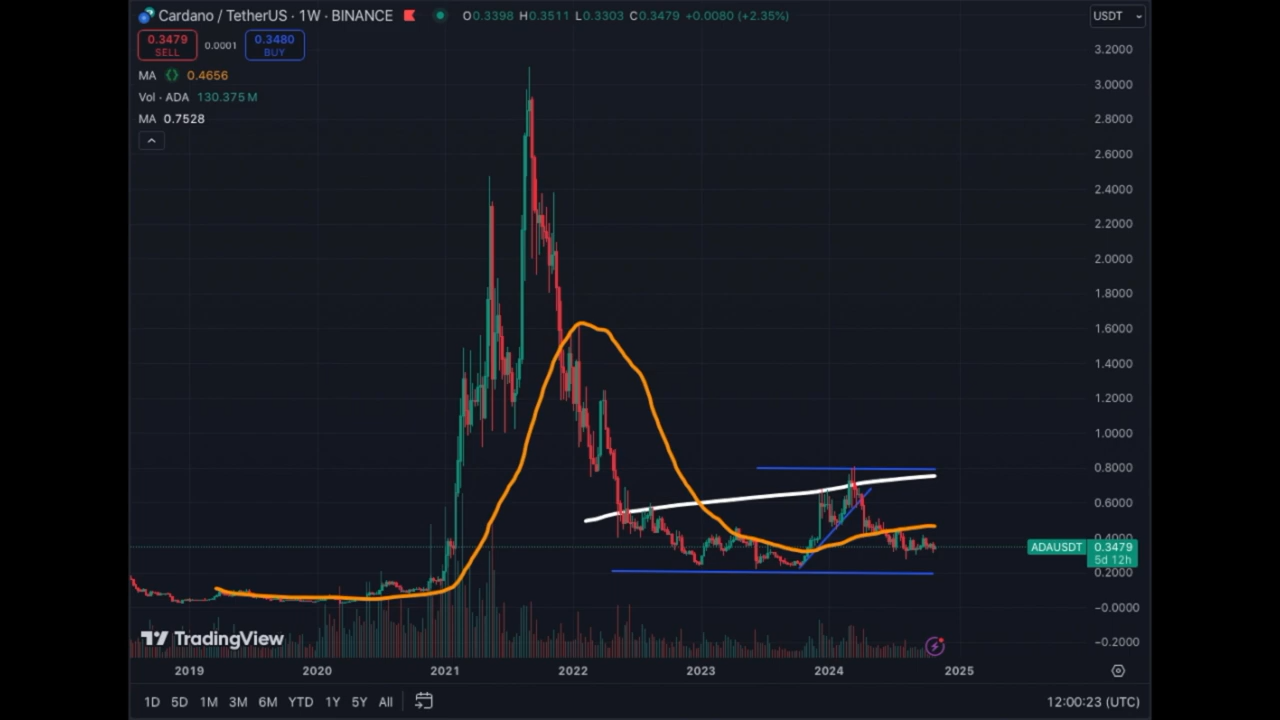 Cardano / TetherUS · 1W · BINANCE O0.3398 H0.3511 L0.3303 C0.3479 +0.0080 (+2.35%) USDT
0.3479 0.0001 0.3480
SELL BUY
MA 0.4656
Vol · ADA 130.375 M
MA 0.7528
3.2000
3.0000
2.8000
2.6000
2.4000
2.2000
2.0000
1.8000
1.6000
1.4000
1.2000
1.0000
0.8000
0.6000
0.4000
ADAUSDT 0.3479
5d 12h
0.2000
−0.0000
−0.2000
TradingView
2019 2020 2021 2022 2023 2024 2025
1D 5D 1M 3M 6M YTD 1Y 5Y All 12:00:23 (UTC)